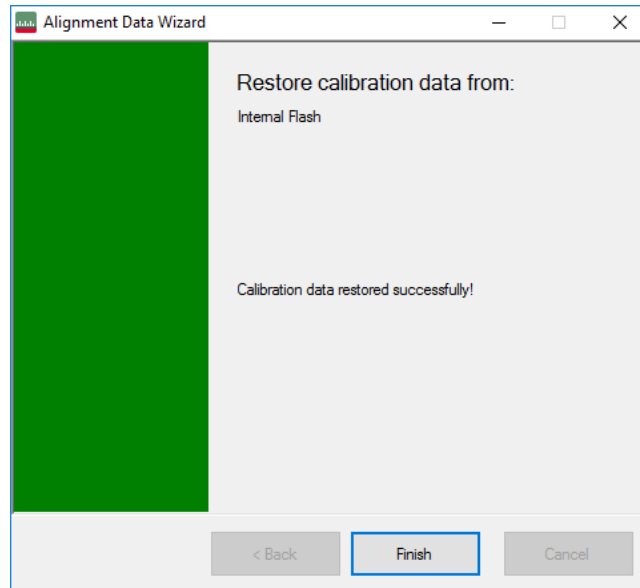 Alignment Data Wizard
Restore calibration data from:
Internal Flash
Calibration data restored successfully!
< Back
Finish
Cancel